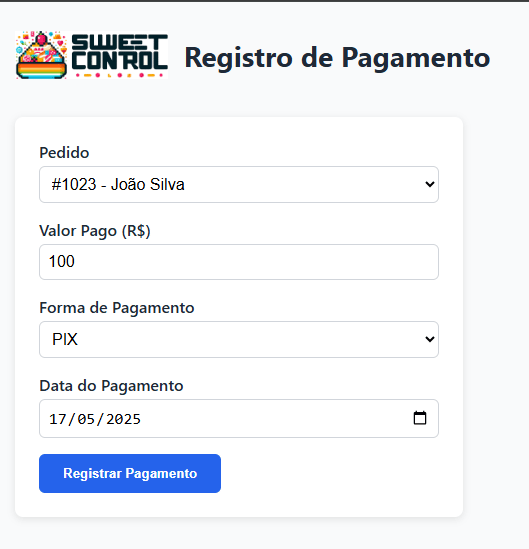 SWEET
CONTROL
Registro de Pagamento
Pedido
#1023 - João Silva
Valor Pago (R$)
100
Forma de Pagamento
PIX
Data do Pagamento
17/05/2025
Registrar Pagamento